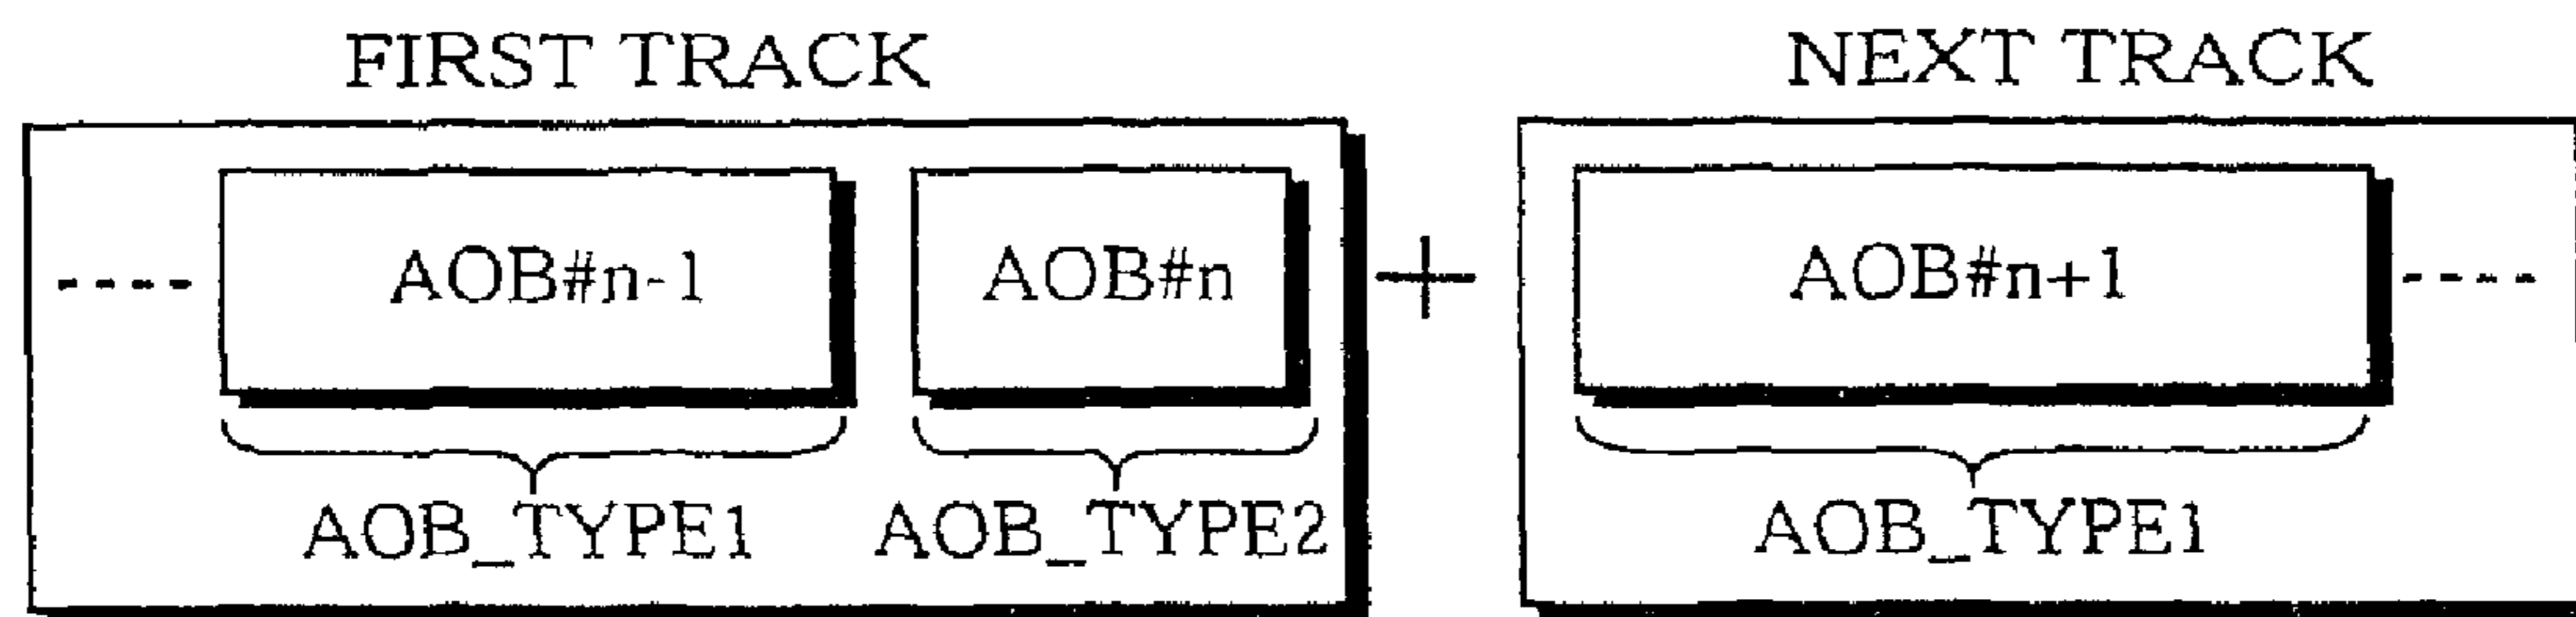 FIRST TRACK NEXT TRACK
---- AOB#n-1 AOB#n + AOB#n+1 ----
AOB_TYPE1 AOB_TYPE2 AOB_TYPE1